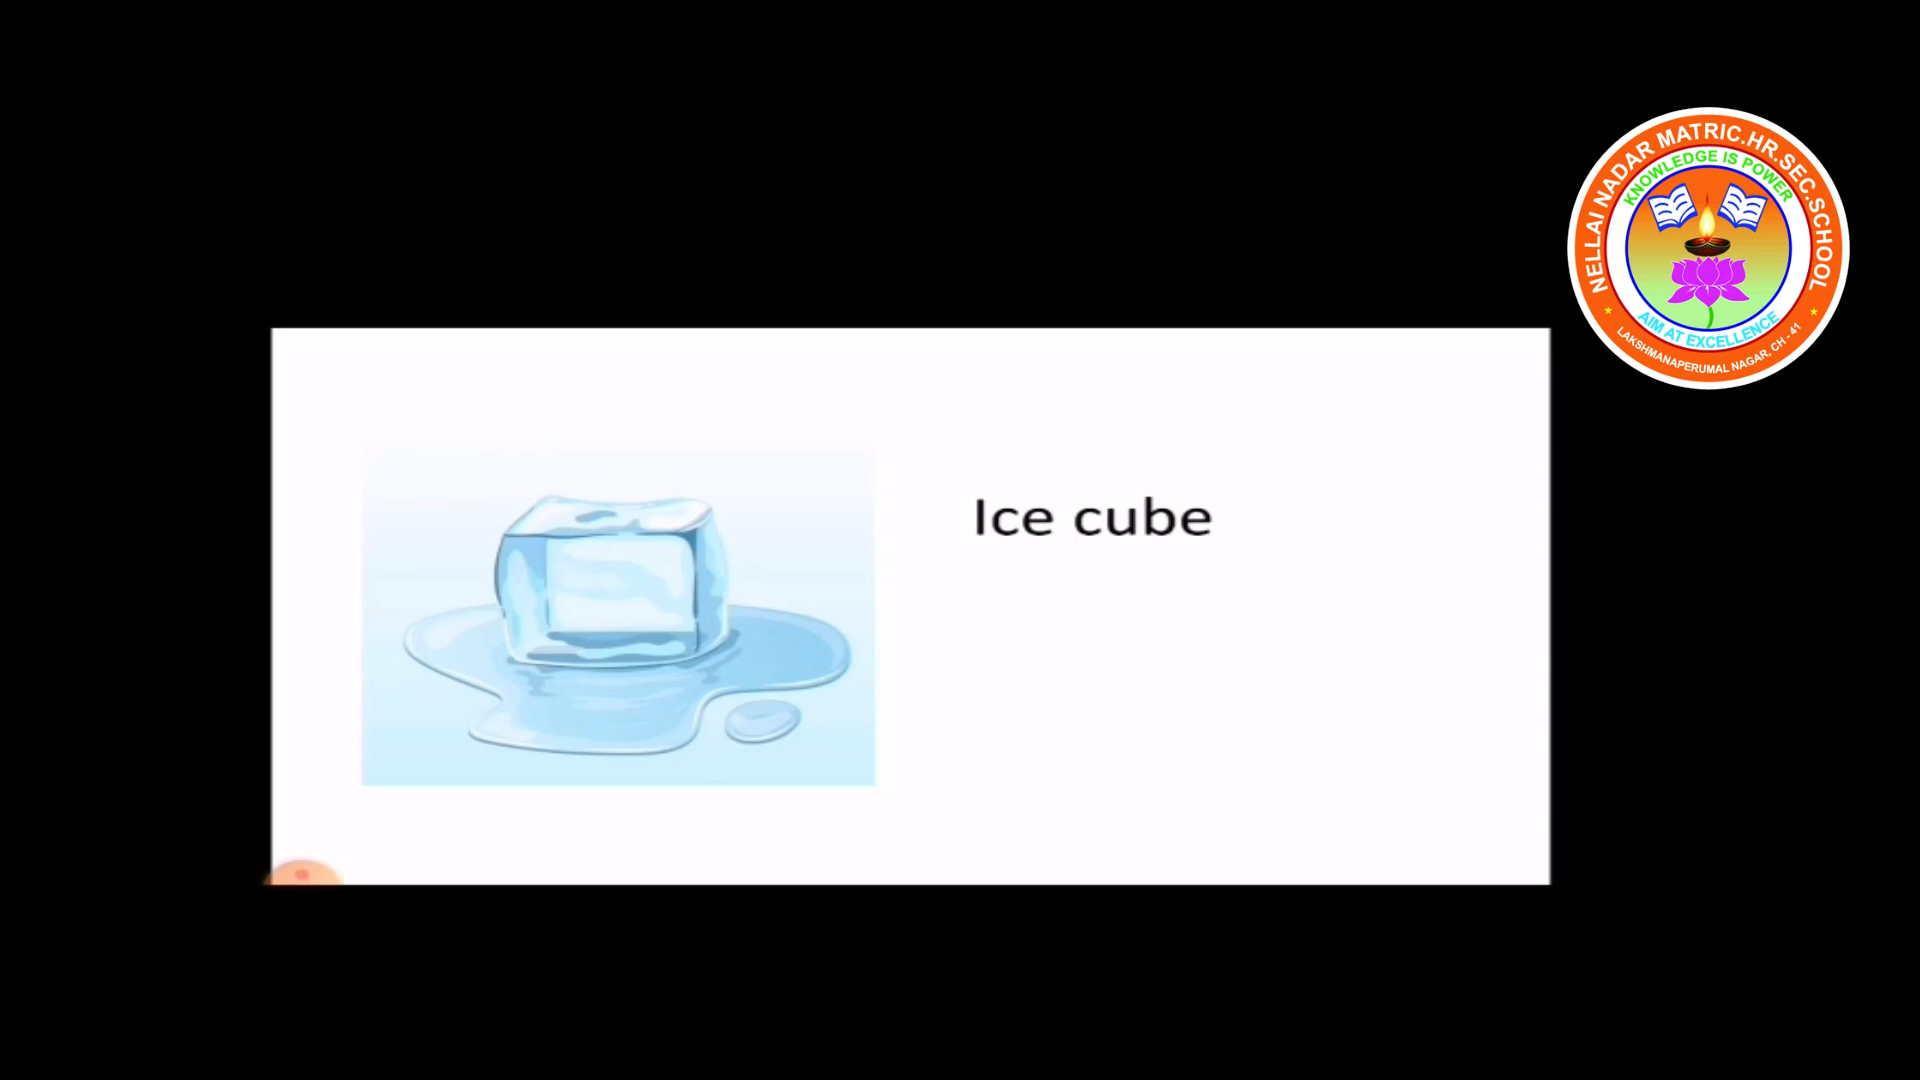 NELLAI NADAR MATRIC.HR.SEC.SCHOOL
KNOWLEDGE IS POWER
AIM AT EXCELLENCE
LAKSHMANAPERUMAL NAGAR, CH - 41
Ice cube